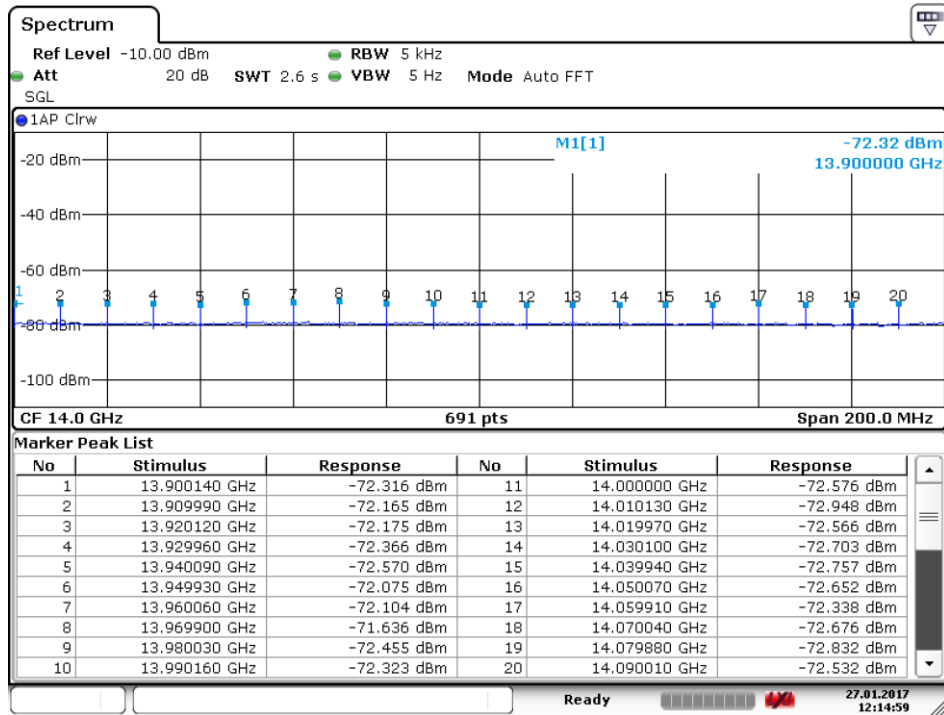 Spectrum
Ref Level -10.00 dBm RBW 5 kHz
Att 20 dB SWT 2.6 s VBW 5 Hz Mode Auto FFT
SGL
1AP Clrw
M1[1] -72.32 dBm
13.900000 GHz
-20 dBm
-40 dBm
-60 dBm
1 2 3 4 5 6 7 8 9 10 11 12 13 14 15 16 17 18 19 20
-80 dBm
-100 dBm
CF 14.0 GHz 691 pts Span 200.0 MHz
Marker Peak List
No Stimulus Response No Stimulus Response
1 13.900140 GHz -72.316 dBm 11 14.000000 GHz -72.576 dBm
2 13.909990 GHz -72.165 dBm 12 14.010130 GHz -72.948 dBm
3 13.920120 GHz -72.175 dBm 13 14.019970 GHz -72.566 dBm
4 13.929960 GHz -72.366 dBm 14 14.030100 GHz -72.703 dBm
5 13.940090 GHz -72.570 dBm 15 14.039940 GHz -72.757 dBm
6 13.949930 GHz -72.075 dBm 16 14.050070 GHz -72.652 dBm
7 13.960060 GHz -72.104 dBm 17 14.059910 GHz -72.338 dBm
8 13.969900 GHz -71.636 dBm 18 14.070040 GHz -72.676 dBm
9 13.980030 GHz -72.455 dBm 19 14.079880 GHz -72.832 dBm
10 13.990160 GHz -72.323 dBm 20 14.090010 GHz -72.532 dBm
Ready 27.01.2017
12:14:59